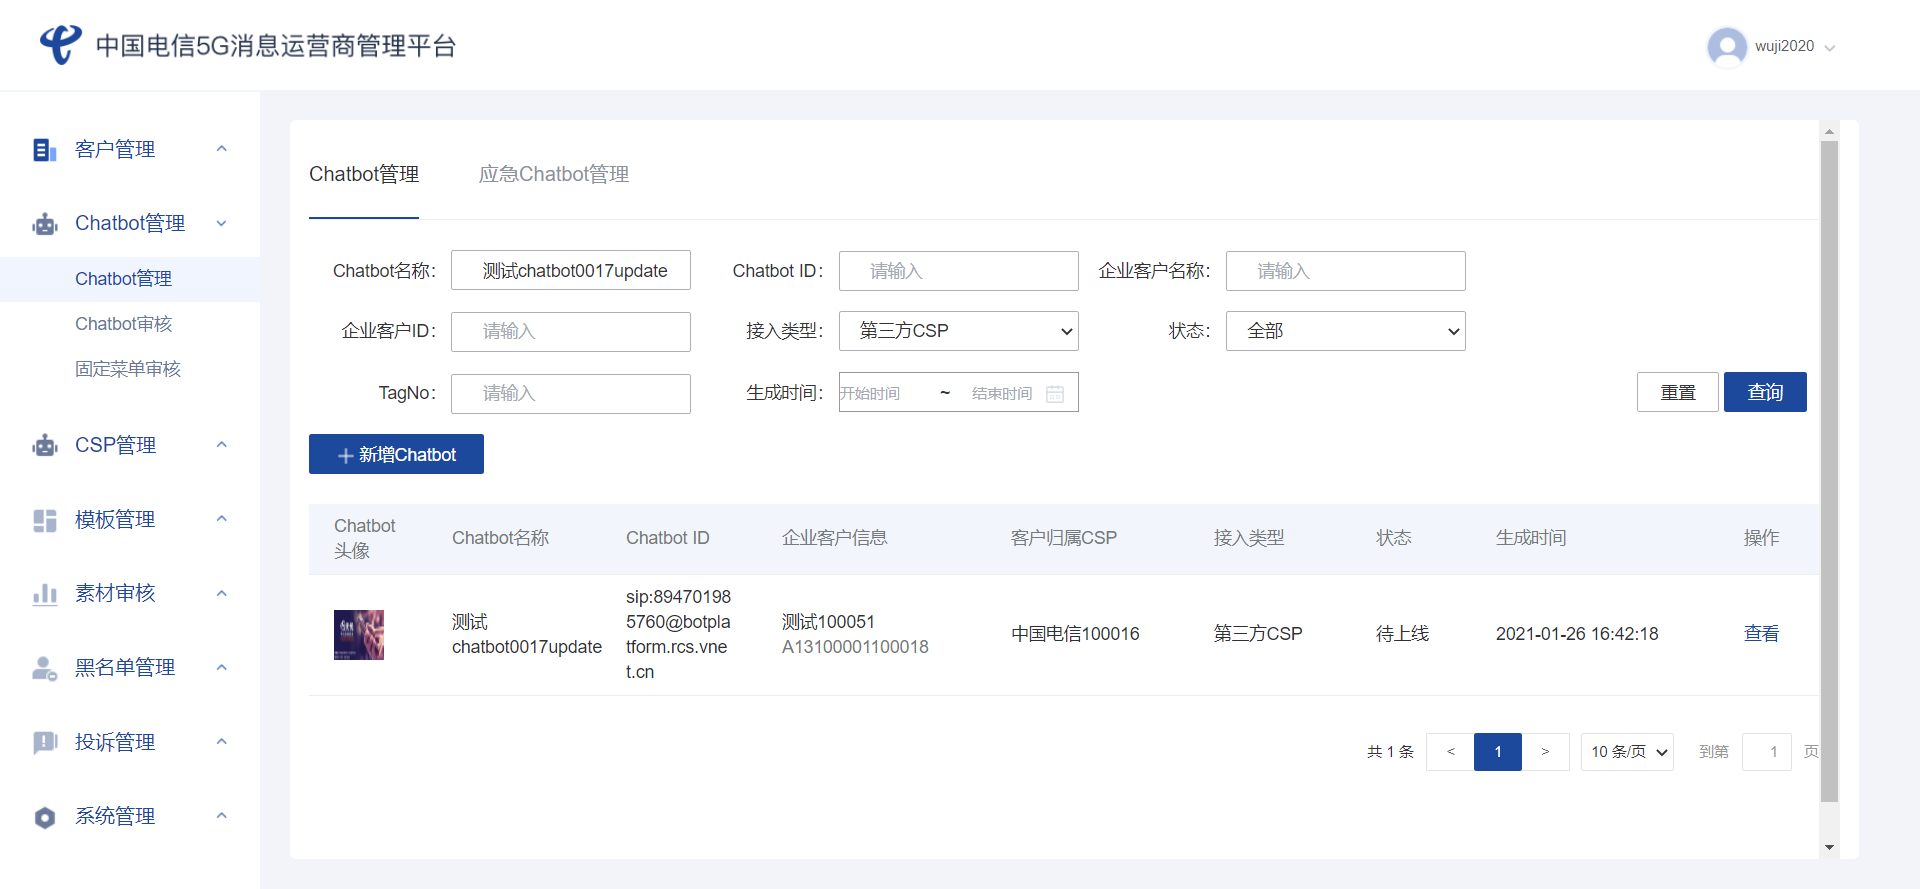 中国电信5G消息运营商管理平台
wuji2020
客户管理
Chatbot管理
Chatbot管理
Chatbot审核
固定菜单审核
CSP管理
模板管理
素材审核
黑名单管理
投诉管理
系统管理
Chatbot管理 应急Chatbot管理
Chatbot名称: 测试chatbot0017update Chatbot ID: 请输入 企业客户名称: 请输入
企业客户ID: 请输入 接入类型: 第三方CSP 状态: 全部
TagNo: 请输入 生成时间: 开始时间 ~ 结束时间 重置 查询
+ 新增Chatbot
Chatbot
头像
Chatbot名称 Chatbot ID 企业客户信息 客户归属CSP 接入类型 状态 生成时间 操作
测试
chatbot0017update
sip:89470198
5760@botpla
tform.rcs.vne
t.cn
测试100051
A13100001100018
中国电信100016 第三方CSP 待上线 2021-01-26 16:42:18 查看
共 1 条 < 1 > 10 条/页 到第 1 页